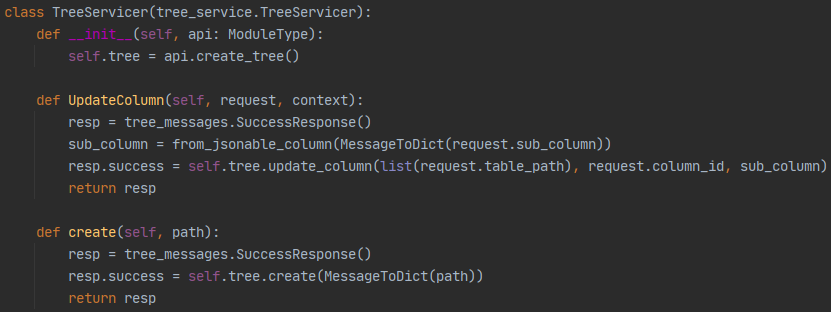 class TreeServicer(tree_service.TreeServicer):
    def __init__(self, api: ModuleType):
        self.tree = api.create_tree()

    def UpdateColumn(self, request, context):
        resp = tree_messages.SuccessResponse()
        sub_column = from_jsonable_column(MessageToDict(request.sub_column))
        resp.success = self.tree.update_column(list(request.table_path), request.column_id, sub_column)
        return resp

    def create(self, path):
        resp = tree_messages.SuccessResponse()
        resp.success = self.tree.create(MessageToDict(path))
        return resp